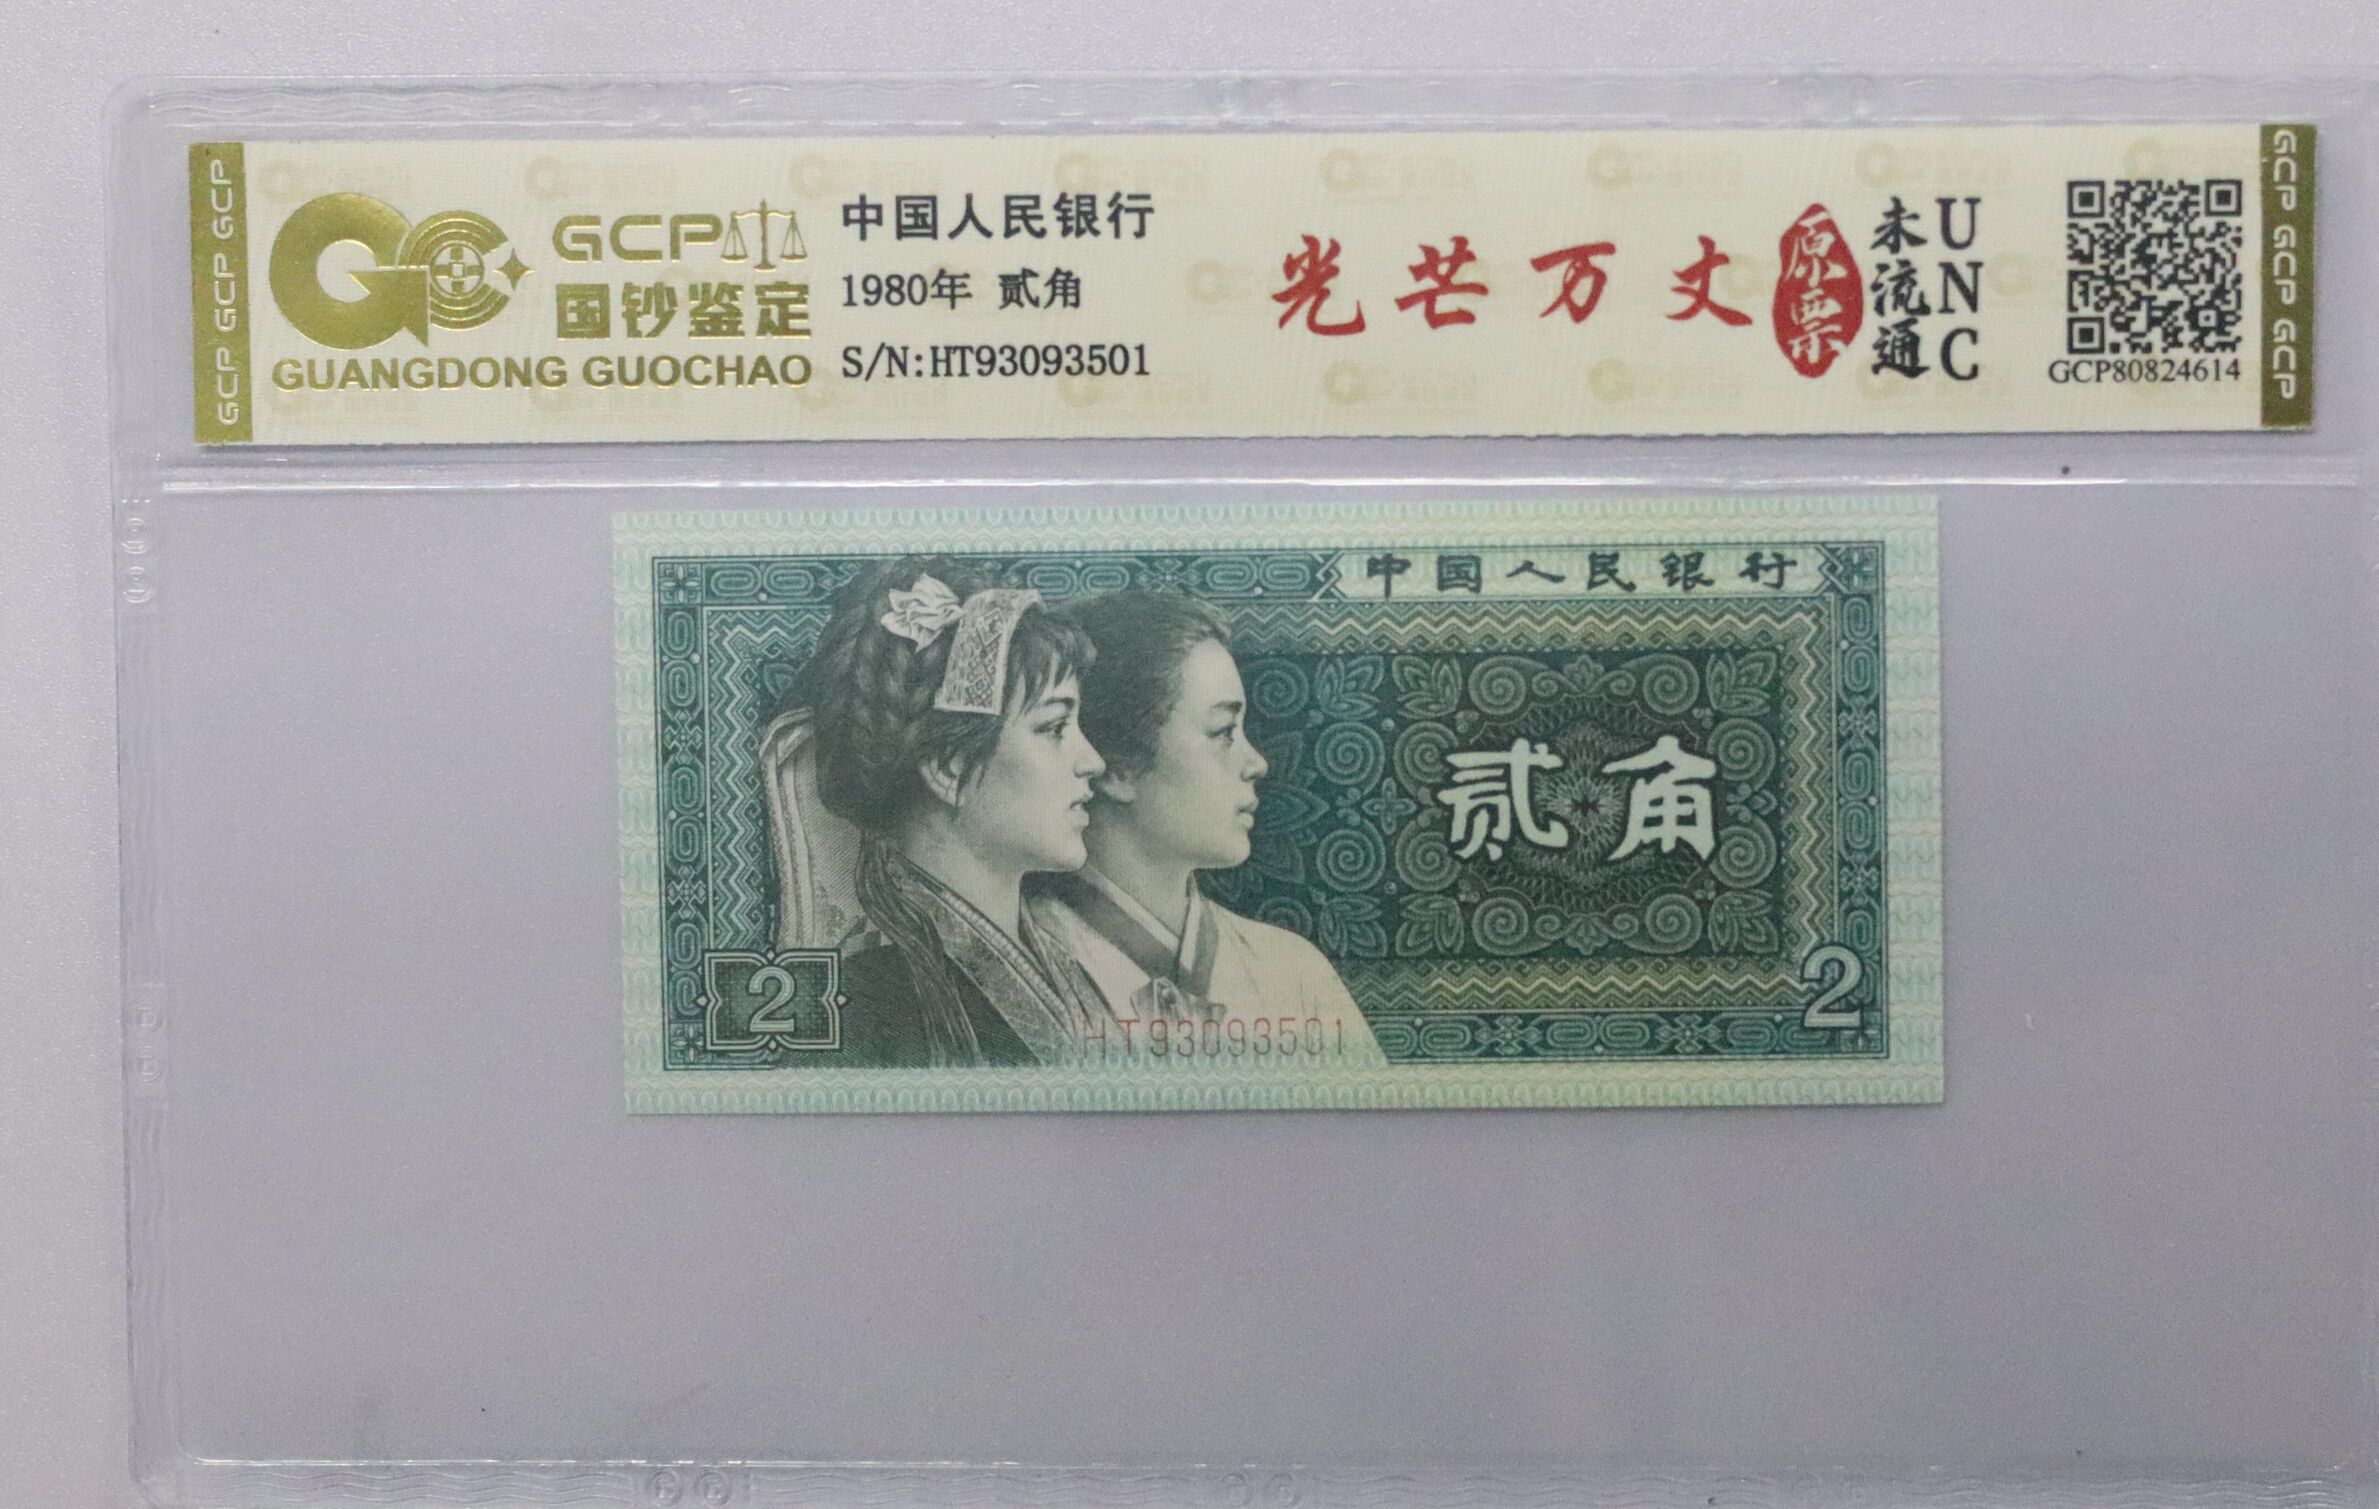 GCP GCP GCP
GCP
国钞鉴定
GUANGDONG GUOCHAO
中国人民银行
1980年 贰角
S/N:HT93093501
光芒万丈
原票
未流通
UNC
GCP80824614
GCP GCP GCP
中国人民银行
贰角
2
2
HT93093501